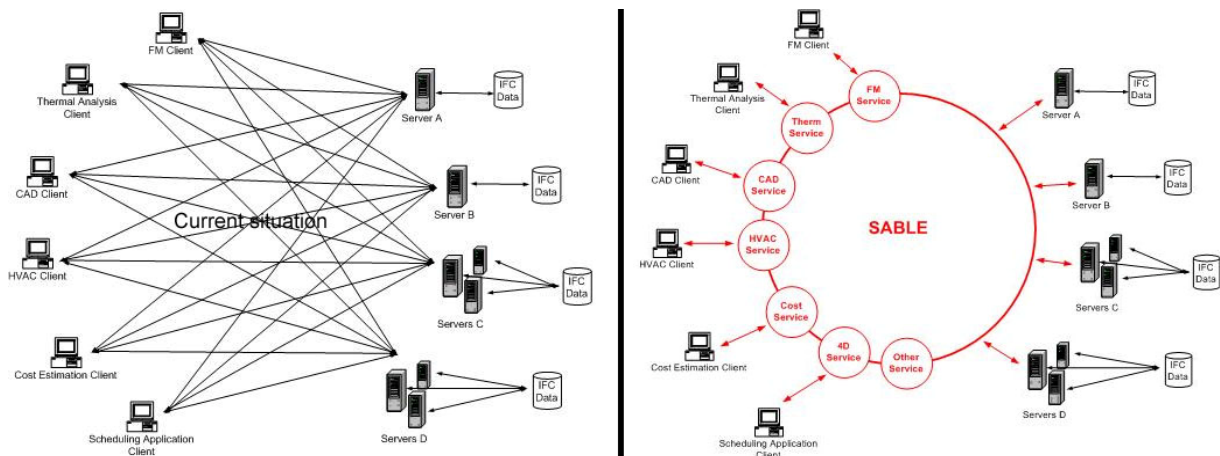 FM Client
Thermal Analysis
Client
CAD Client
HVAC Client
Cost Estimation Client
Scheduling Application
Client
Current situation
Server A
IFC
Data
Server B
IFC
Data
Servers C
IFC
Data
Servers D
IFC
Data
FM Client
Thermal Analysis
Client
CAD Client
HVAC Client
Cost Estimation Client
Scheduling Application
Client
FM
Service
Therm
Service
CAD
Service
HVAC
Service
Cost
Service
4D
Service
Other
Service
SABLE
Server A
IFC
Data
Server B
IFC
Data
Servers C
IFC
Data
Servers D
IFC
Data